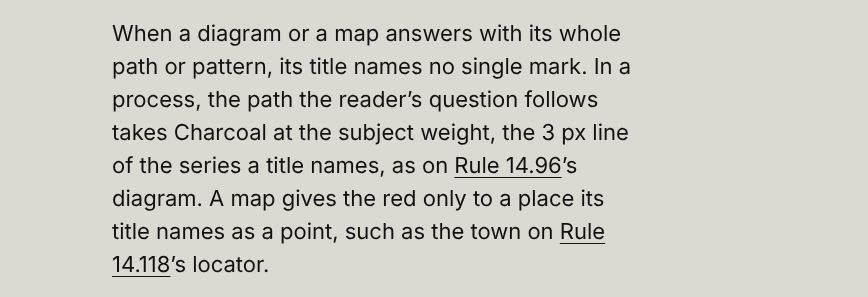 When a diagram or a map answers with its whole
path or pattern, its title names no single mark. In a
process, the path the reader’s question follows
takes Charcoal at the subject weight, the 3 px line
of the series a title names, as on Rule 14.96’s
diagram. A map gives the red only to a place its
title names as a point, such as the town on Rule
14.118’s locator.